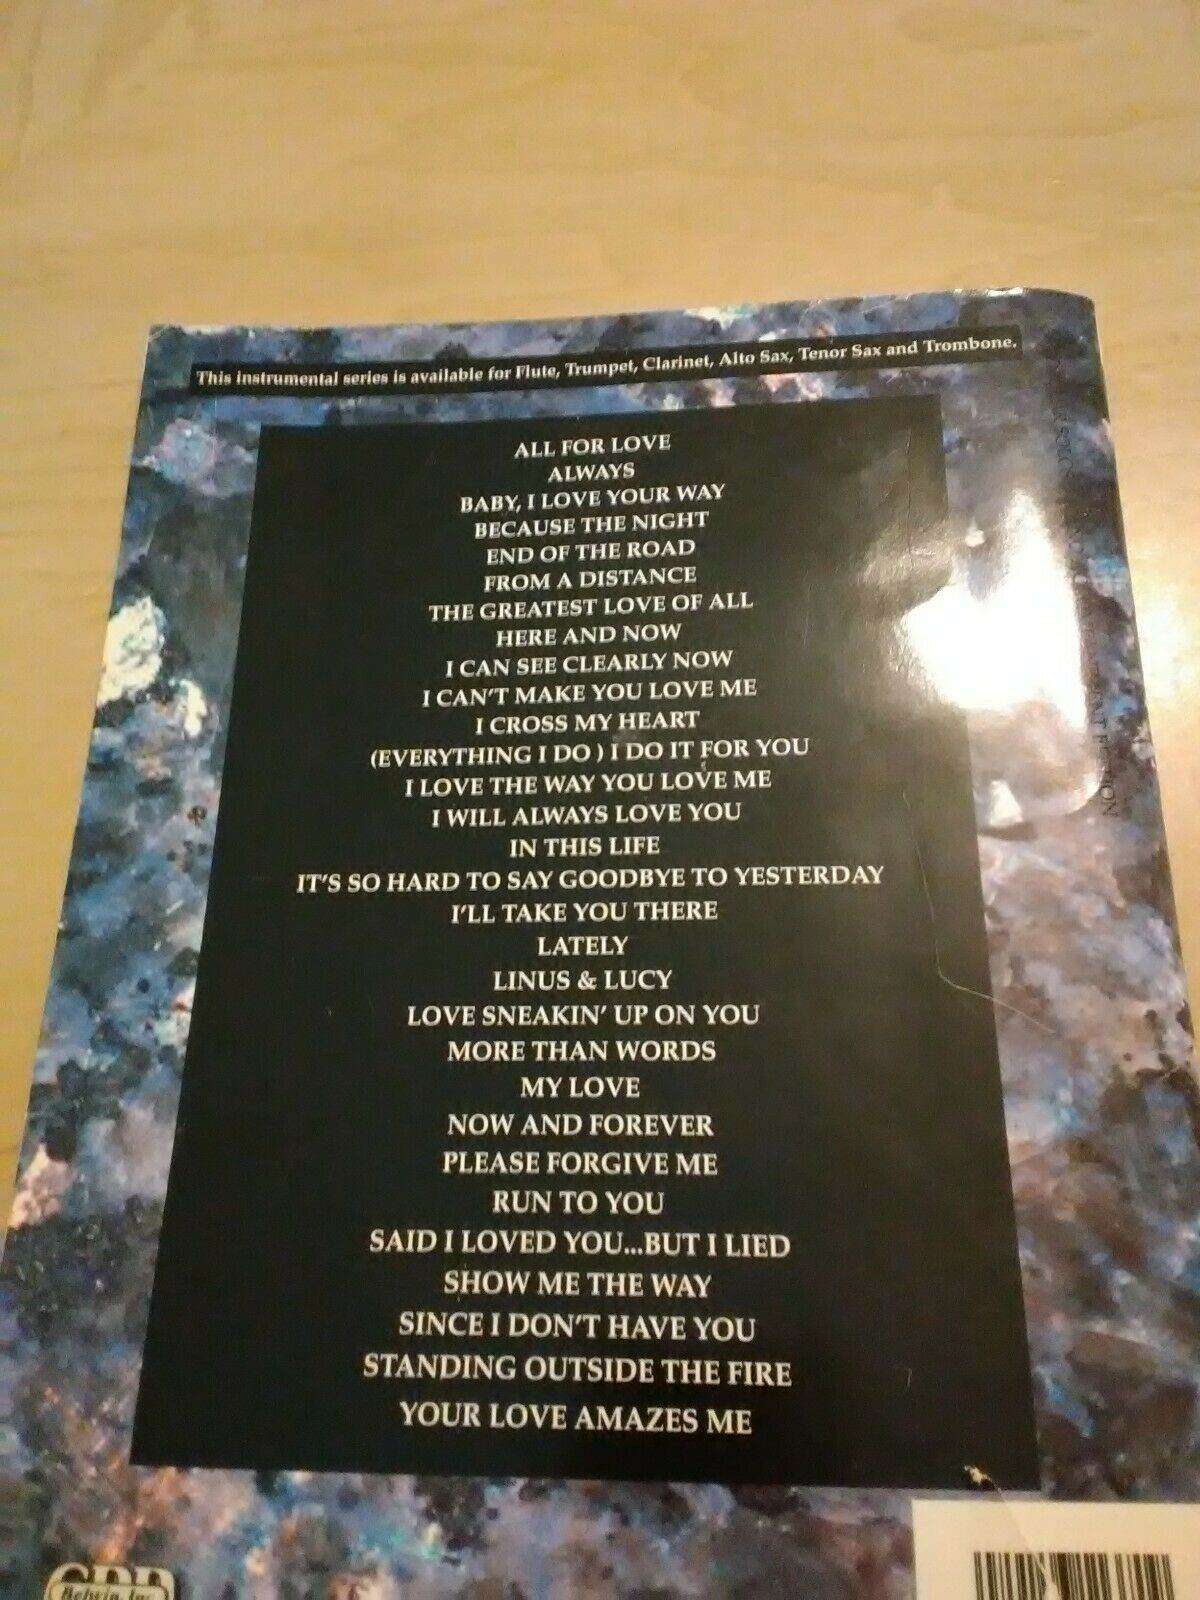 This instrumental series is available for Flute, Trumpet, Clarinet, Alto Sax, Tenor Sax and Trombone.
ALL FOR LOVE
ALWAYS
BABY, I LOVE YOUR WAY
BECAUSE THE NIGHT
END OF THE ROAD
FROM A DISTANCE
THE GREATEST LOVE OF ALL
HERE AND NOW
I CAN SEE CLEARLY NOW
I CAN'T MAKE YOU LOVE ME
I CROSS MY HEART
(EVERYTHING I DO ) I DO IT FOR YOU
I LOVE THE WAY YOU LOVE ME
I WILL ALWAYS LOVE YOU
IN THIS LIFE
IT'S SO HARD TO SAY GOODBYE TO YESTERDAY
I'LL TAKE YOU THERE
LATELY
LINUS & LUCY
LOVE SNEAKIN' UP ON YOU
MORE THAN WORDS
MY LOVE
NOW AND FOREVER
PLEASE FORGIVE ME
RUN TO YOU
SAID I LOVED YOU...BUT I LIED
SHOW ME THE WAY
SINCE I DON'T HAVE YOU
STANDING OUTSIDE THE FIRE
YOUR LOVE AMAZES ME
CPP
Belwin, Inc.